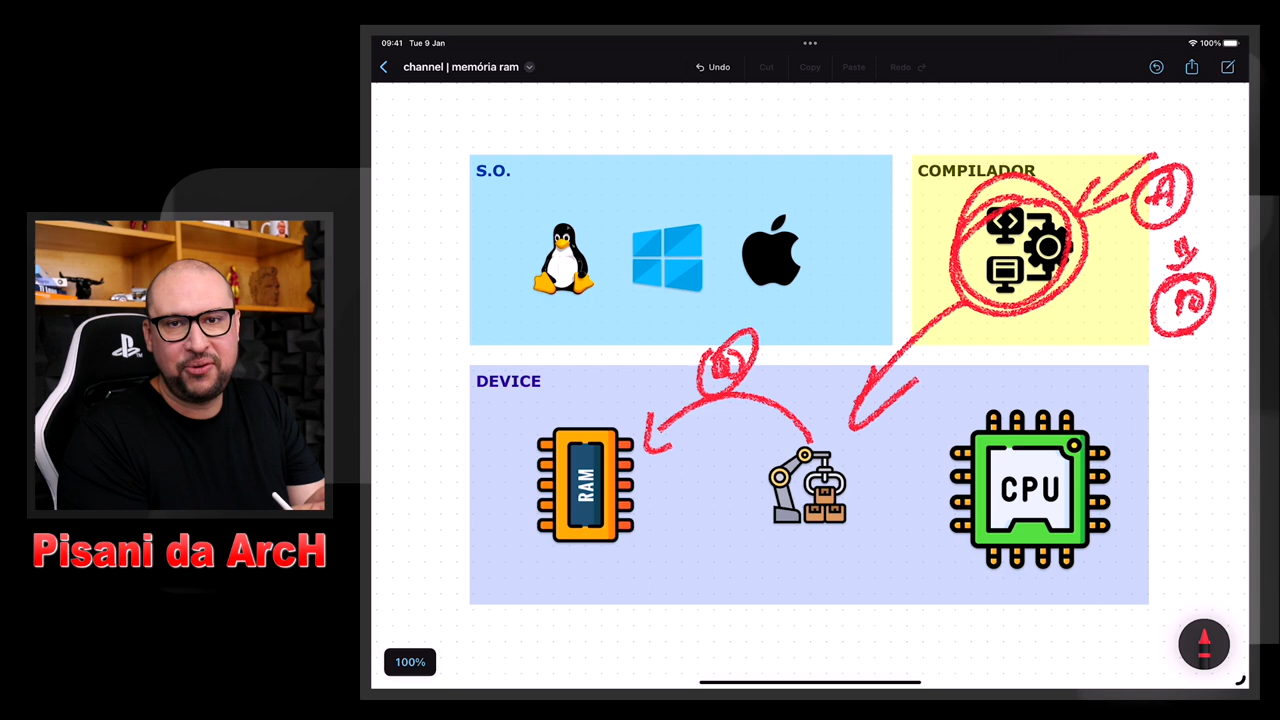 09:41 Tue 9 Jan
100%
channel | memória ram
Undo
Cut
Copy
Paste
Redo
S.O.
COMPILADOR
A
10
DEVICE
RAM
CPU
Pisani da ArcH
100%